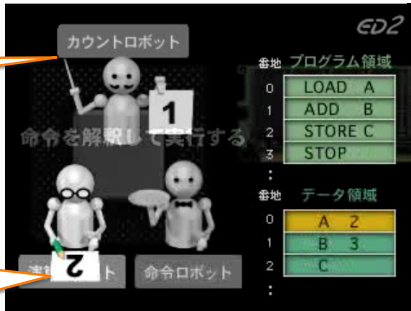 ED2
カウントロボット
番地 プログラム領域
0 LOAD A
1 ADD B
2 STORE C
3 STOP
:
1
命令を解釈して実行する
番地 データ領域
0 A 2
1 B 3
2 C
:
2
命令ロボット